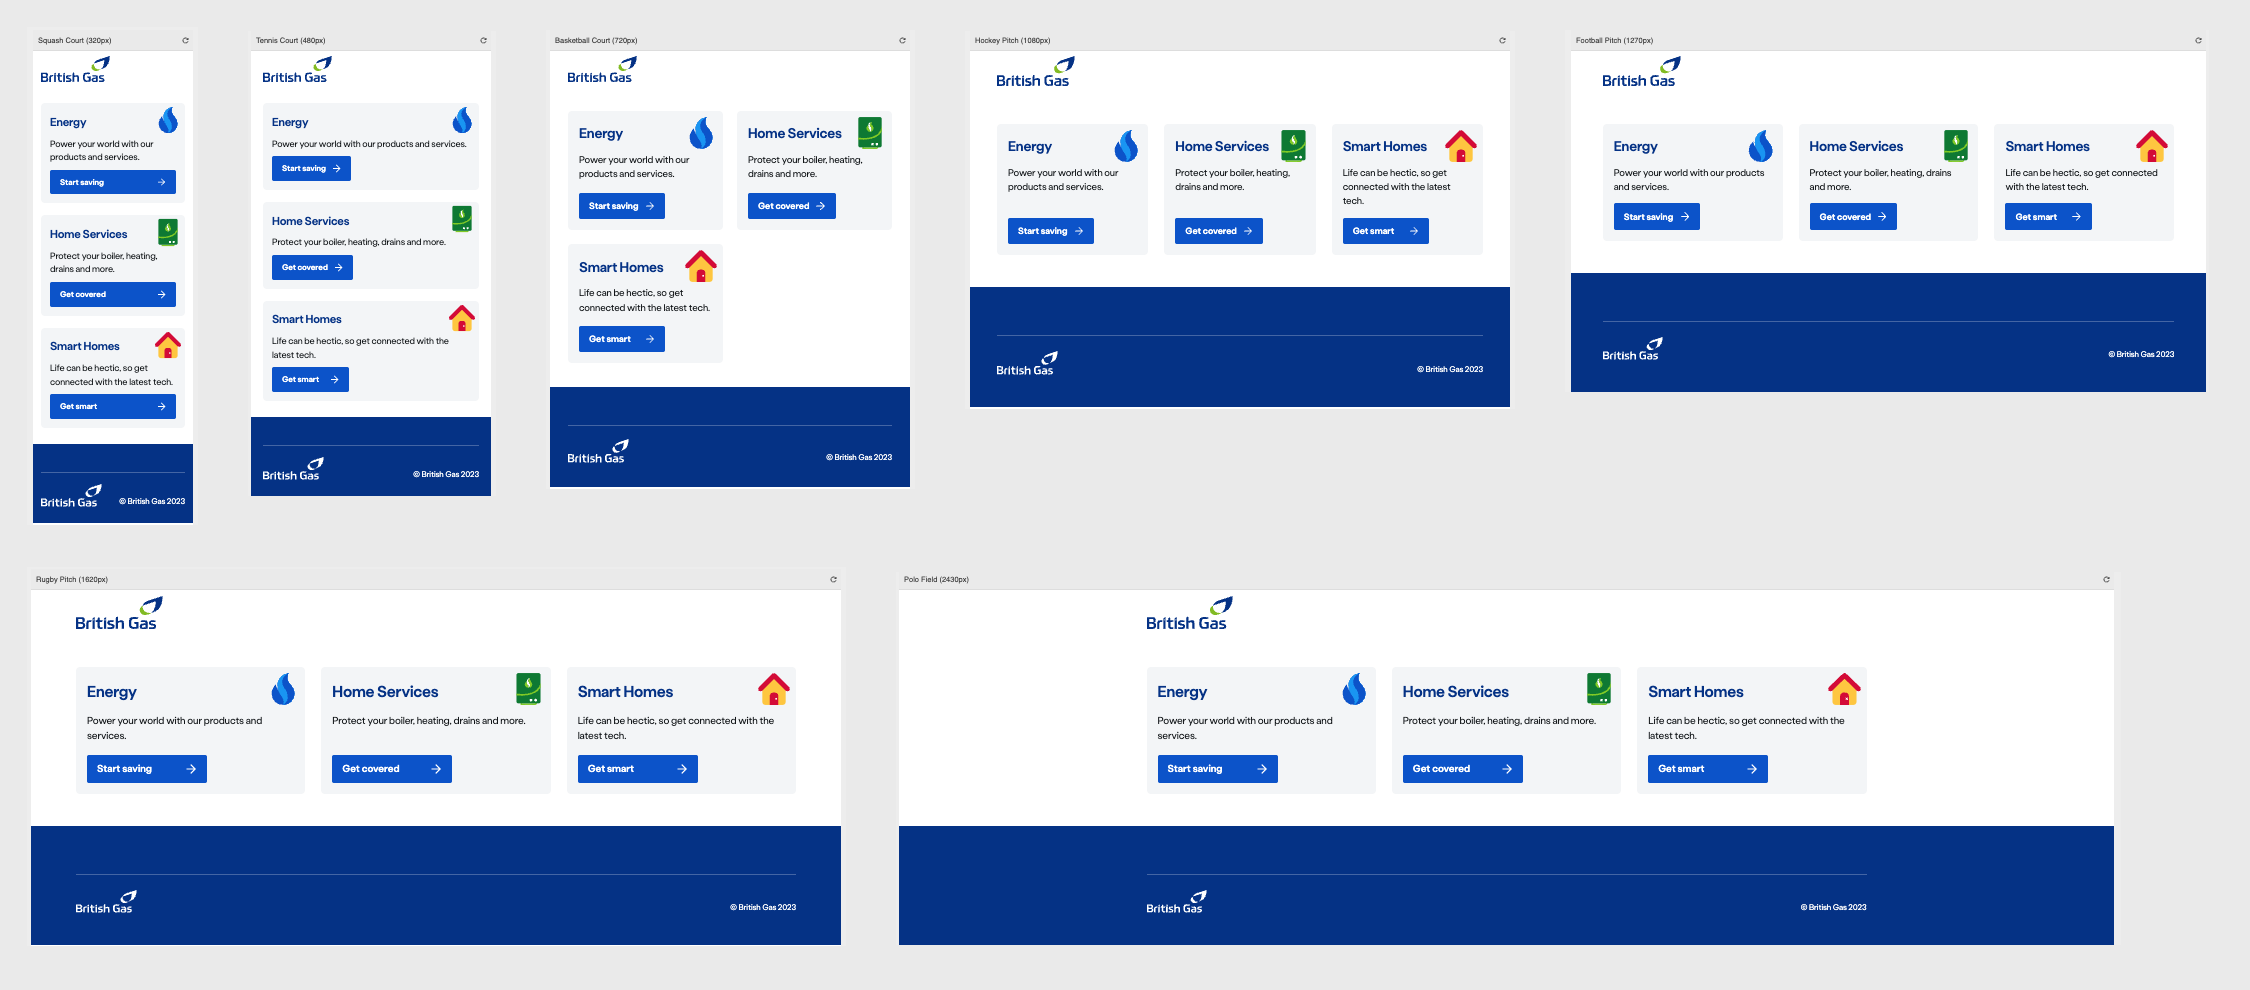 Squash Court (320px)
British Gas
Energy
Power your world with our
products and services.
Start saving
Home Services
Protect your boiler, heating,
drains and more.
Get covered
Smart Homes
Life can be hectic, so get
connected with the latest tech.
Get smart
British Gas
© British Gas 2023
Tennis Court (480px)
British Gas
Energy
Power your world with our products and services.
Start saving
Home Services
Protect your boiler, heating, drains and more.
Get covered
Smart Homes
Life can be hectic, so get connected with the
latest tech.
Get smart
British Gas
© British Gas 2023
Basketball Court (720px)
British Gas
Energy
Power your world with our
products and services.
Start saving
Home Services
Protect your boiler, heating,
drains and more.
Get covered
Smart Homes
Life can be hectic, so get
connected with the latest tech.
Get smart
British Gas
© British Gas 2023
Hockey Pitch (1080px)
British Gas
Energy
Power your world with our
products and services.
Start saving
Home Services
Protect your boiler, heating,
drains and more.
Get covered
Smart Homes
Life can be hectic, so get
connected with the latest
tech.
Get smart
British Gas
© British Gas 2023
Football Pitch (1270px)
British Gas
Energy
Power your world with our products
and services.
Start saving
Home Services
Protect your boiler, heating, drains
and more.
Get covered
Smart Homes
Life can be hectic, so get connected
with the latest tech.
Get smart
British Gas
© British Gas 2023
Rugby Pitch (1620px)
British Gas
Energy
Power your world with our products and
services.
Start saving
Home Services
Protect your boiler, heating, drains and more.
Get covered
Smart Homes
Life can be hectic, so get connected with the
latest tech.
Get smart
British Gas
© British Gas 2023
Polo Field (2430px)
British Gas
Energy
Power your world with our products and
services.
Start saving
Home Services
Protect your boiler, heating, drains and more.
Get covered
Smart Homes
Life can be hectic, so get connected with the
latest tech.
Get smart
British Gas
© British Gas 2023